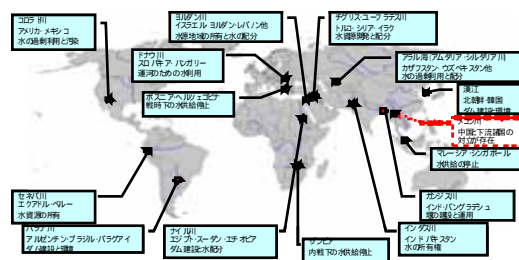 コロラド川
アメリカ・メキシコ
水の過剰利用と汚染
ヨルダン川
イスラエル・ヨルダン・レバノン他
水源地域の所有と水の配分
チグリス・ユーフラテス川
トルコ・シリア・イラク
水資源開発と配分
ドナウ川
スロバキア・ハンガリー
運河のための水利用
アラル海(アムダリア・シルダリア川)
カザフスタン・ウズベキスタン他
水の過剰利用と配分
ボスニア・ヘルツェゴビナ
戦時下の水供給停止
漢江
北朝鮮・韓国
ダム建設と環境
メコン川
中国と下流諸国の
対立が存在
マレーシア・シンガポール
水供給の停止
セネパ川
エクアドル・ペルー
水資源の所有
ガンジス川
インド・バングラデシュ
堰の建設と運用
パラナ川
アルゼンチン・ブラジル・パラグアイ
ダム建設と環境
ナイル川
エジプト・スーダン・エチオピア
ダム建設と水配分
インダス川
インド・パキスタン
水の所有権
ザンビア
内戦下の水供給停止